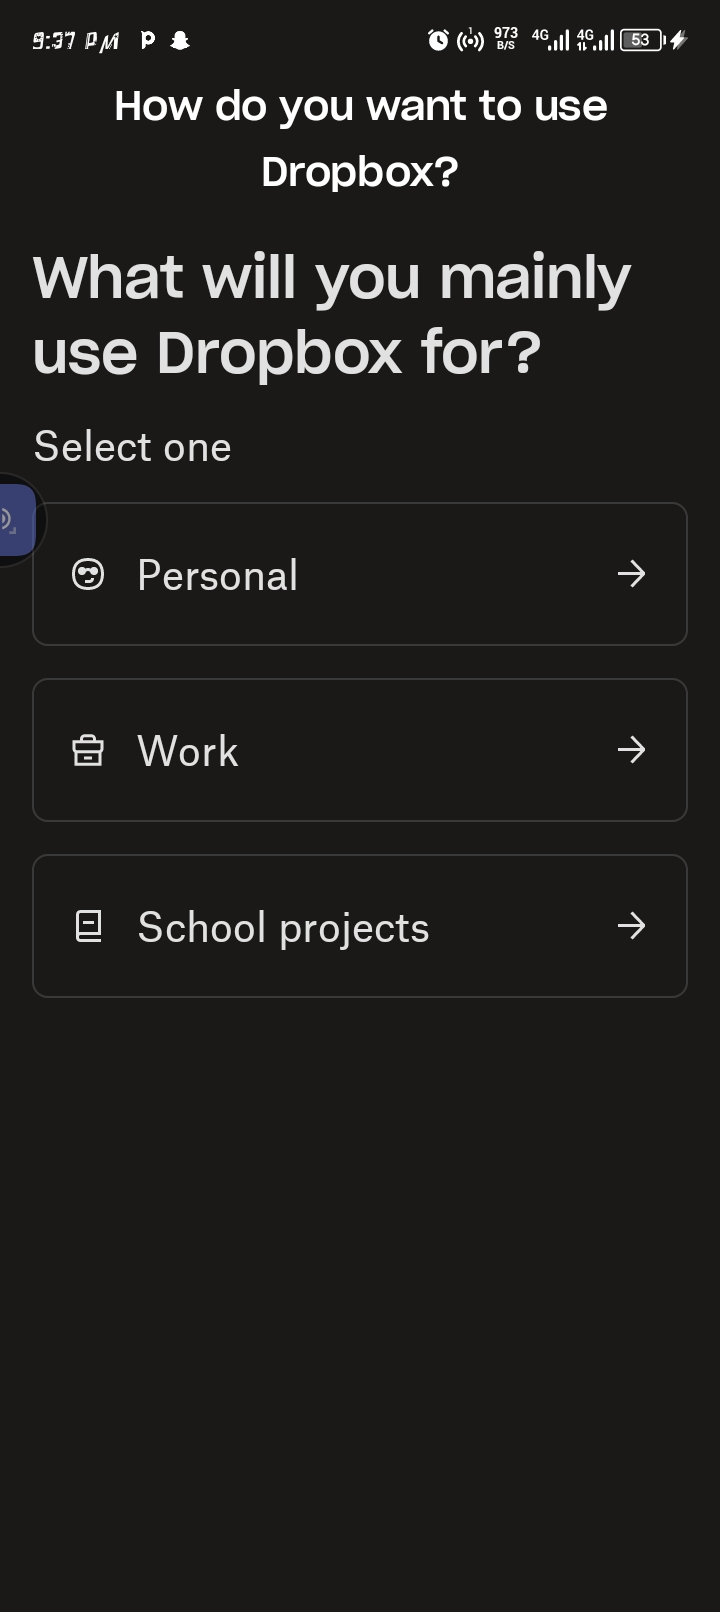 9:37 PM
1
973
B/S
4G
4G
53
How do you want to use
Dropbox?
What will you mainly
use Dropbox for?
Select one
Personal
Work
School projects